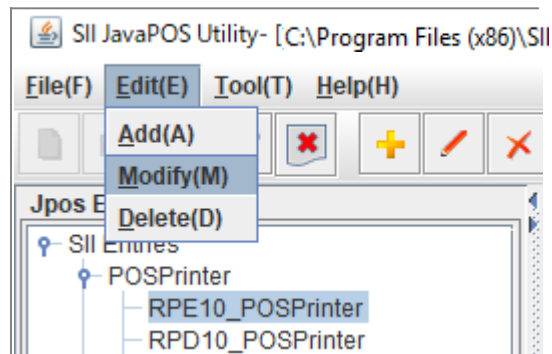 SII JavaPOS Utility- [C:\Program Files (x86)\SII
File(F) Edit(E) Tool(T) Help(H)
Add(A)
Modify(M)
Jpos E
Delete(D)
SII Entries
POSPrinter
RPE10_POSPrinter
RPD10_POSPrinter